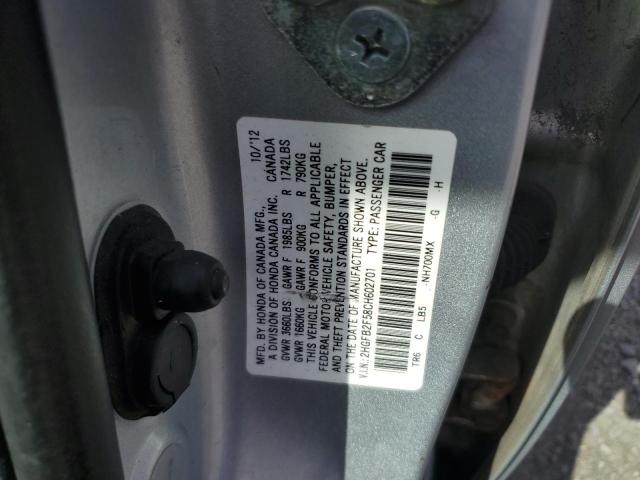 MFD. BY HONDA OF CANADA MFG., 10/'12
A DIVISION OF HONDA CANADA INC. CANADA
GVWR 3660LBS GAWR F 1985LBS R 1742LBS
GVWR 1660KG GAWR F 900KG R 790KG
THIS VEHICLE CONFORMS TO ALL APPLICABLE
FEDERAL MOTOR VEHICLE SAFETY, BUMPER,
AND THEFT PREVENTION STANDARDS IN EFFECT
ON THE DATE OF MANUFACTURE SHOWN ABOVE.
V.I.N.: 2HGFB2F58CH602701 TYPE: PASSENGER CAR
TR6 C LB5 NH700MX -G -H